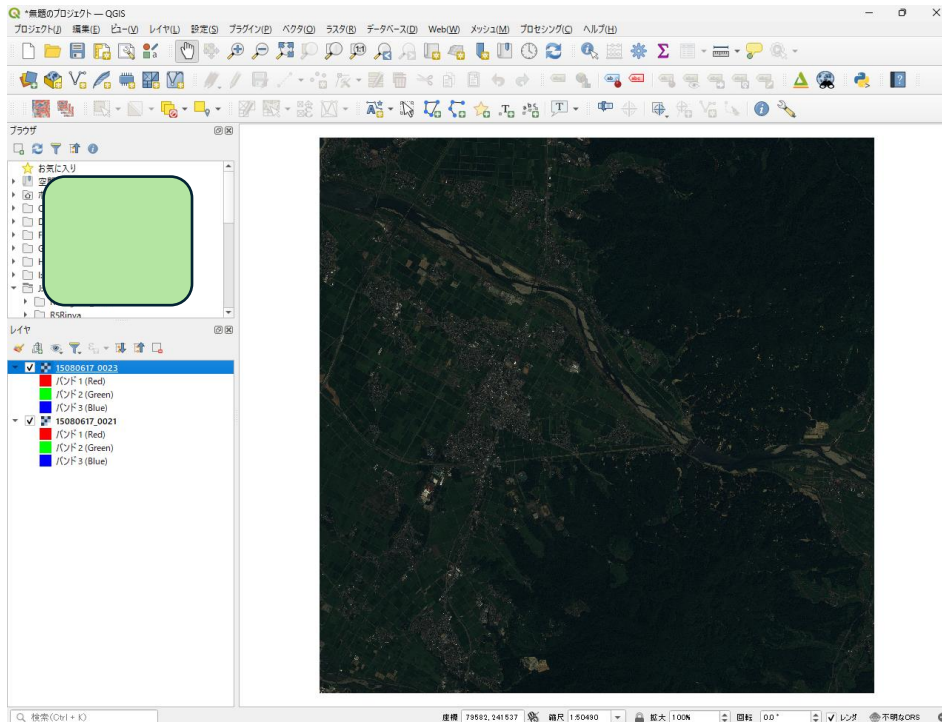 *無題のプロジェクト — QGIS
プロジェクト(J) 編集(E) ビュー(V) レイヤ(L) 設定(S) プラグイン(P) ベクタ(O) ラスタ(R) データベース(D) Web(W) メッシュ(M) プロセシング(C) ヘルプ(H)
ブラウザ
お気に入り
RSRinya
レイヤ
15080617_0023
バンド 1 (Red)
バンド 2 (Green)
バンド 3 (Blue)
15080617_0021
バンド 1 (Red)
バンド 2 (Green)
バンド 3 (Blue)
検索(Ctrl + K) 座標 79582,241537 縮尺 1:50490 拡大 100% 回転 0.0° レンダ 不明なCRS